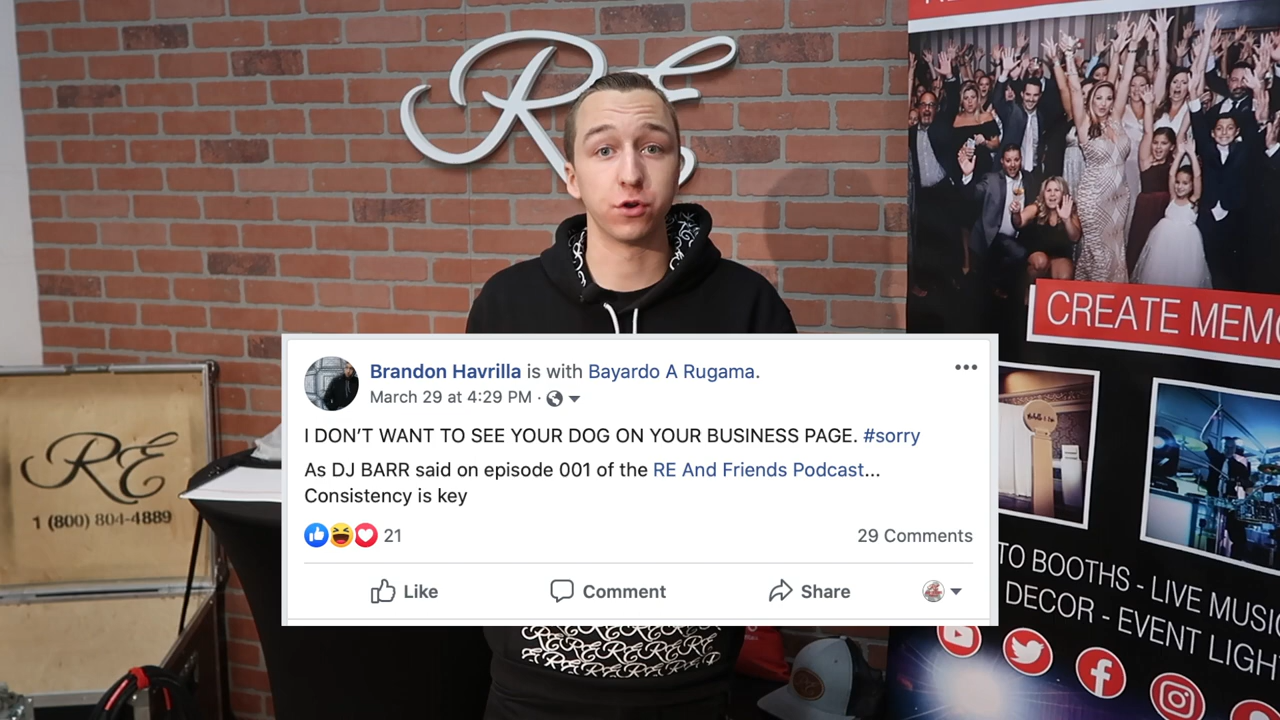 RE
CREATE MEMO
Brandon Havrilla is with Bayardo A Rugama.
March 29 at 4:29 PM ·
I DON'T WANT TO SEE YOUR DOG ON YOUR BUSINESS PAGE. #sorry
As DJ BARR said on episode 001 of the RE And Friends Podcast...
Consistency is key
21
29 Comments
Like
Comment
Share
RE
1 (800) 804-4889
TO BOOTHS - LIVE MUSIC
DECOR - EVENT LIGH
RERERERE